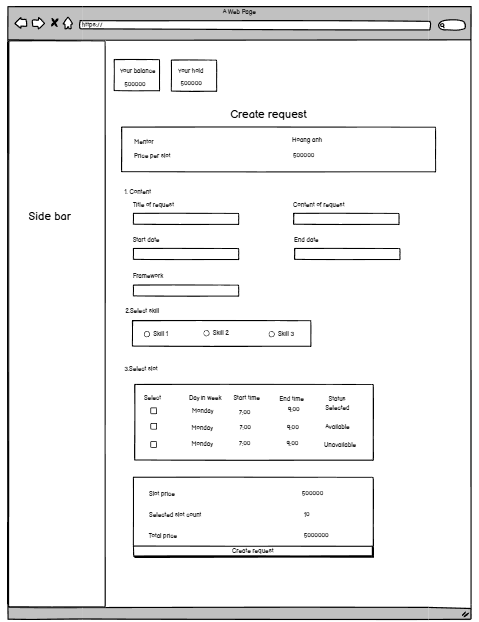 A Web Page
https://
Your balance Your hold
500000 500000
Create request
Mentor Hoang anh
Price per slot 500000
1. Content
Title of request Content of request
Side bar
Start date End date
Framework
2.Select skill
Skill 1 Skill 2 Skill 3
3.Select slot
Select Day in week Start time End time Status
Monday 7:00 9:00 Selected
Monday 7:00 9:00 Available
Monday 7:00 9:00 Unavailable
Slot price 500000
Selected slot count 10
Total price 5000000
Create request